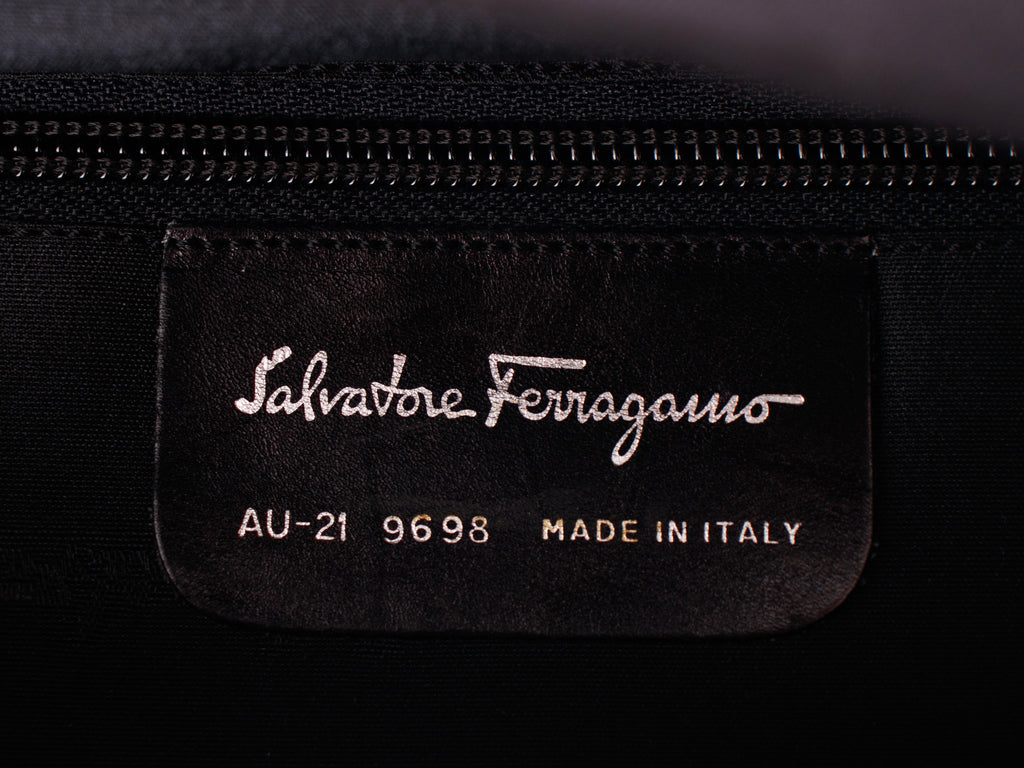 Salvatore Ferragamo
AU-21 9698 MADE IN ITALY